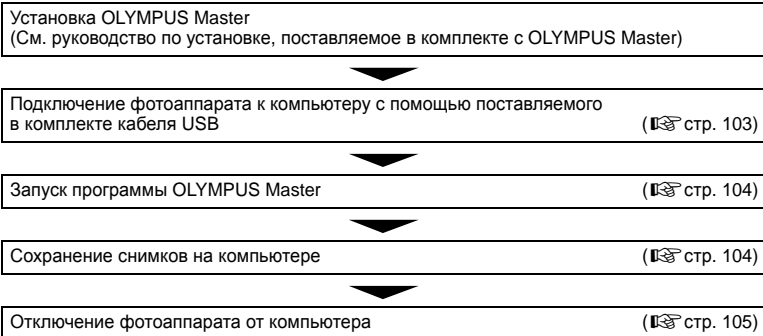 Установка OLYMPUS Master
(См. руководство по установке, поставляемое в комплекте с OLYMPUS Master)
Подключение фотоаппарата к компьютеру с помощью поставляемого
в комплекте кабеля USB (☞ стр. 103)
Запуск программы OLYMPUS Master (☞ стр. 104)
Сохранение снимков на компьютере (☞ стр. 104)
Отключение фотоаппарата от компьютера (☞ стр. 105)